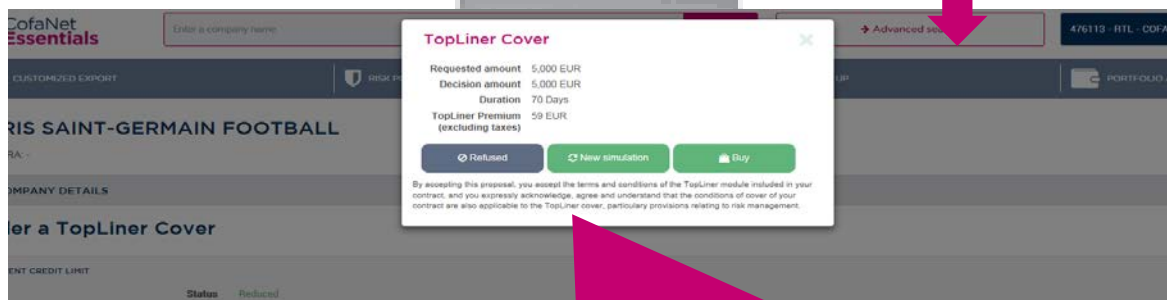 CofaNet
Essentials
Enter a company name
Advanced sea
476113 - RTL - COFA
CUSTOMIZED EXPORT
RISK PO
UP
PORTFOLIO
RIS SAINT-GERMAIN FOOTBALL
RA: -
OMPANY DETAILS
er a TopLiner Cover
ENT CREDIT LIMIT
Status Reduced
TopLiner Cover
Requested amount 5,000 EUR
Decision amount 5,000 EUR
Duration 70 Days
TopLiner Premium 59 EUR
(excluding taxes)
Refused
New simulation
Buy
By accepting this proposal, you accept the terms and conditions of the TopLiner module included in your
contract, and you expressly acknowledge, agree and understand that the conditions of cover of your
contract are also applicable to the TopLiner cover, particulary provisions relating to risk management.